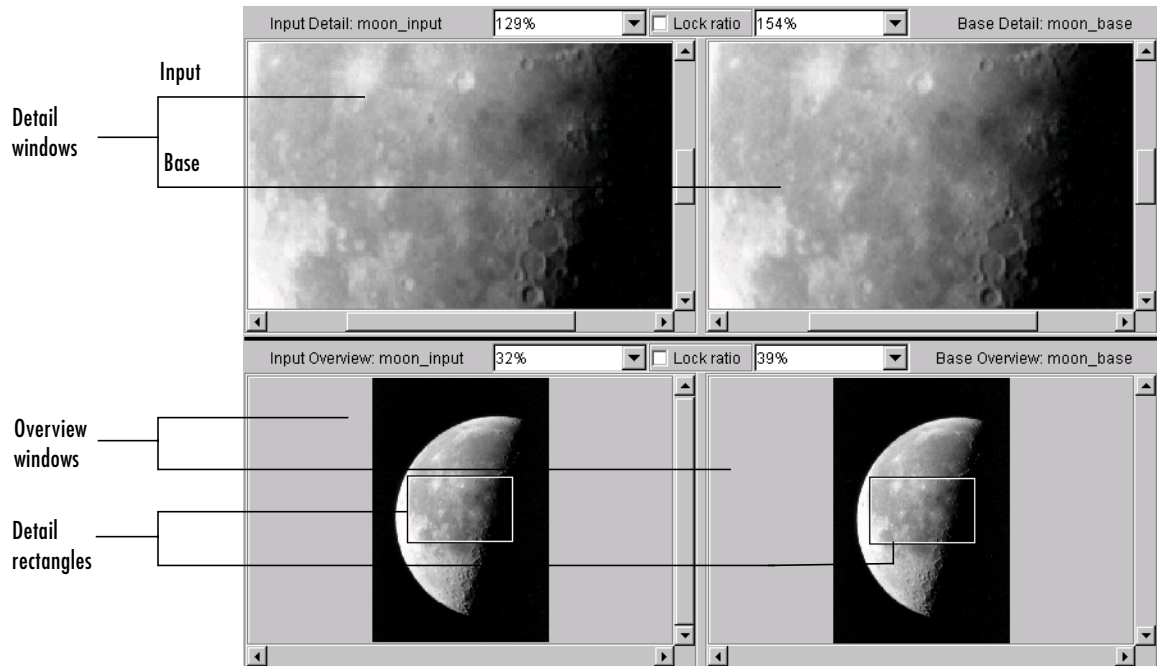 Input Detail: moon_input 129% Lock ratio 154% Base Detail: moon_base
Input
Detail
windows
Base
Input Overview: moon_input 32% Lock ratio 39% Base Overview: moon_base
Overview
windows
Detail
rectangles